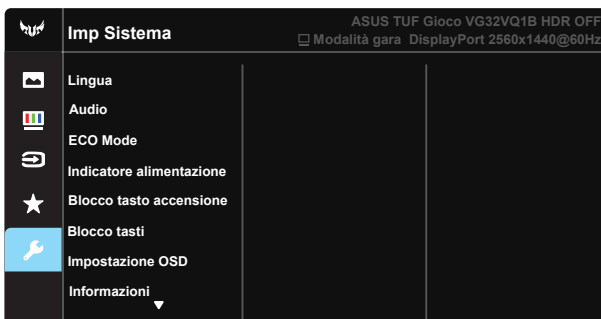 Imp Sistema
ASUS TUF Gioco VG32VQ1B HDR OFF
Modalità gara DisplayPort 2560x1440@60Hz
Lingua
Audio
ECO Mode
Indicatore alimentazione
Blocco tasto accensione
Blocco tasti
Impostazione OSD
Informazioni